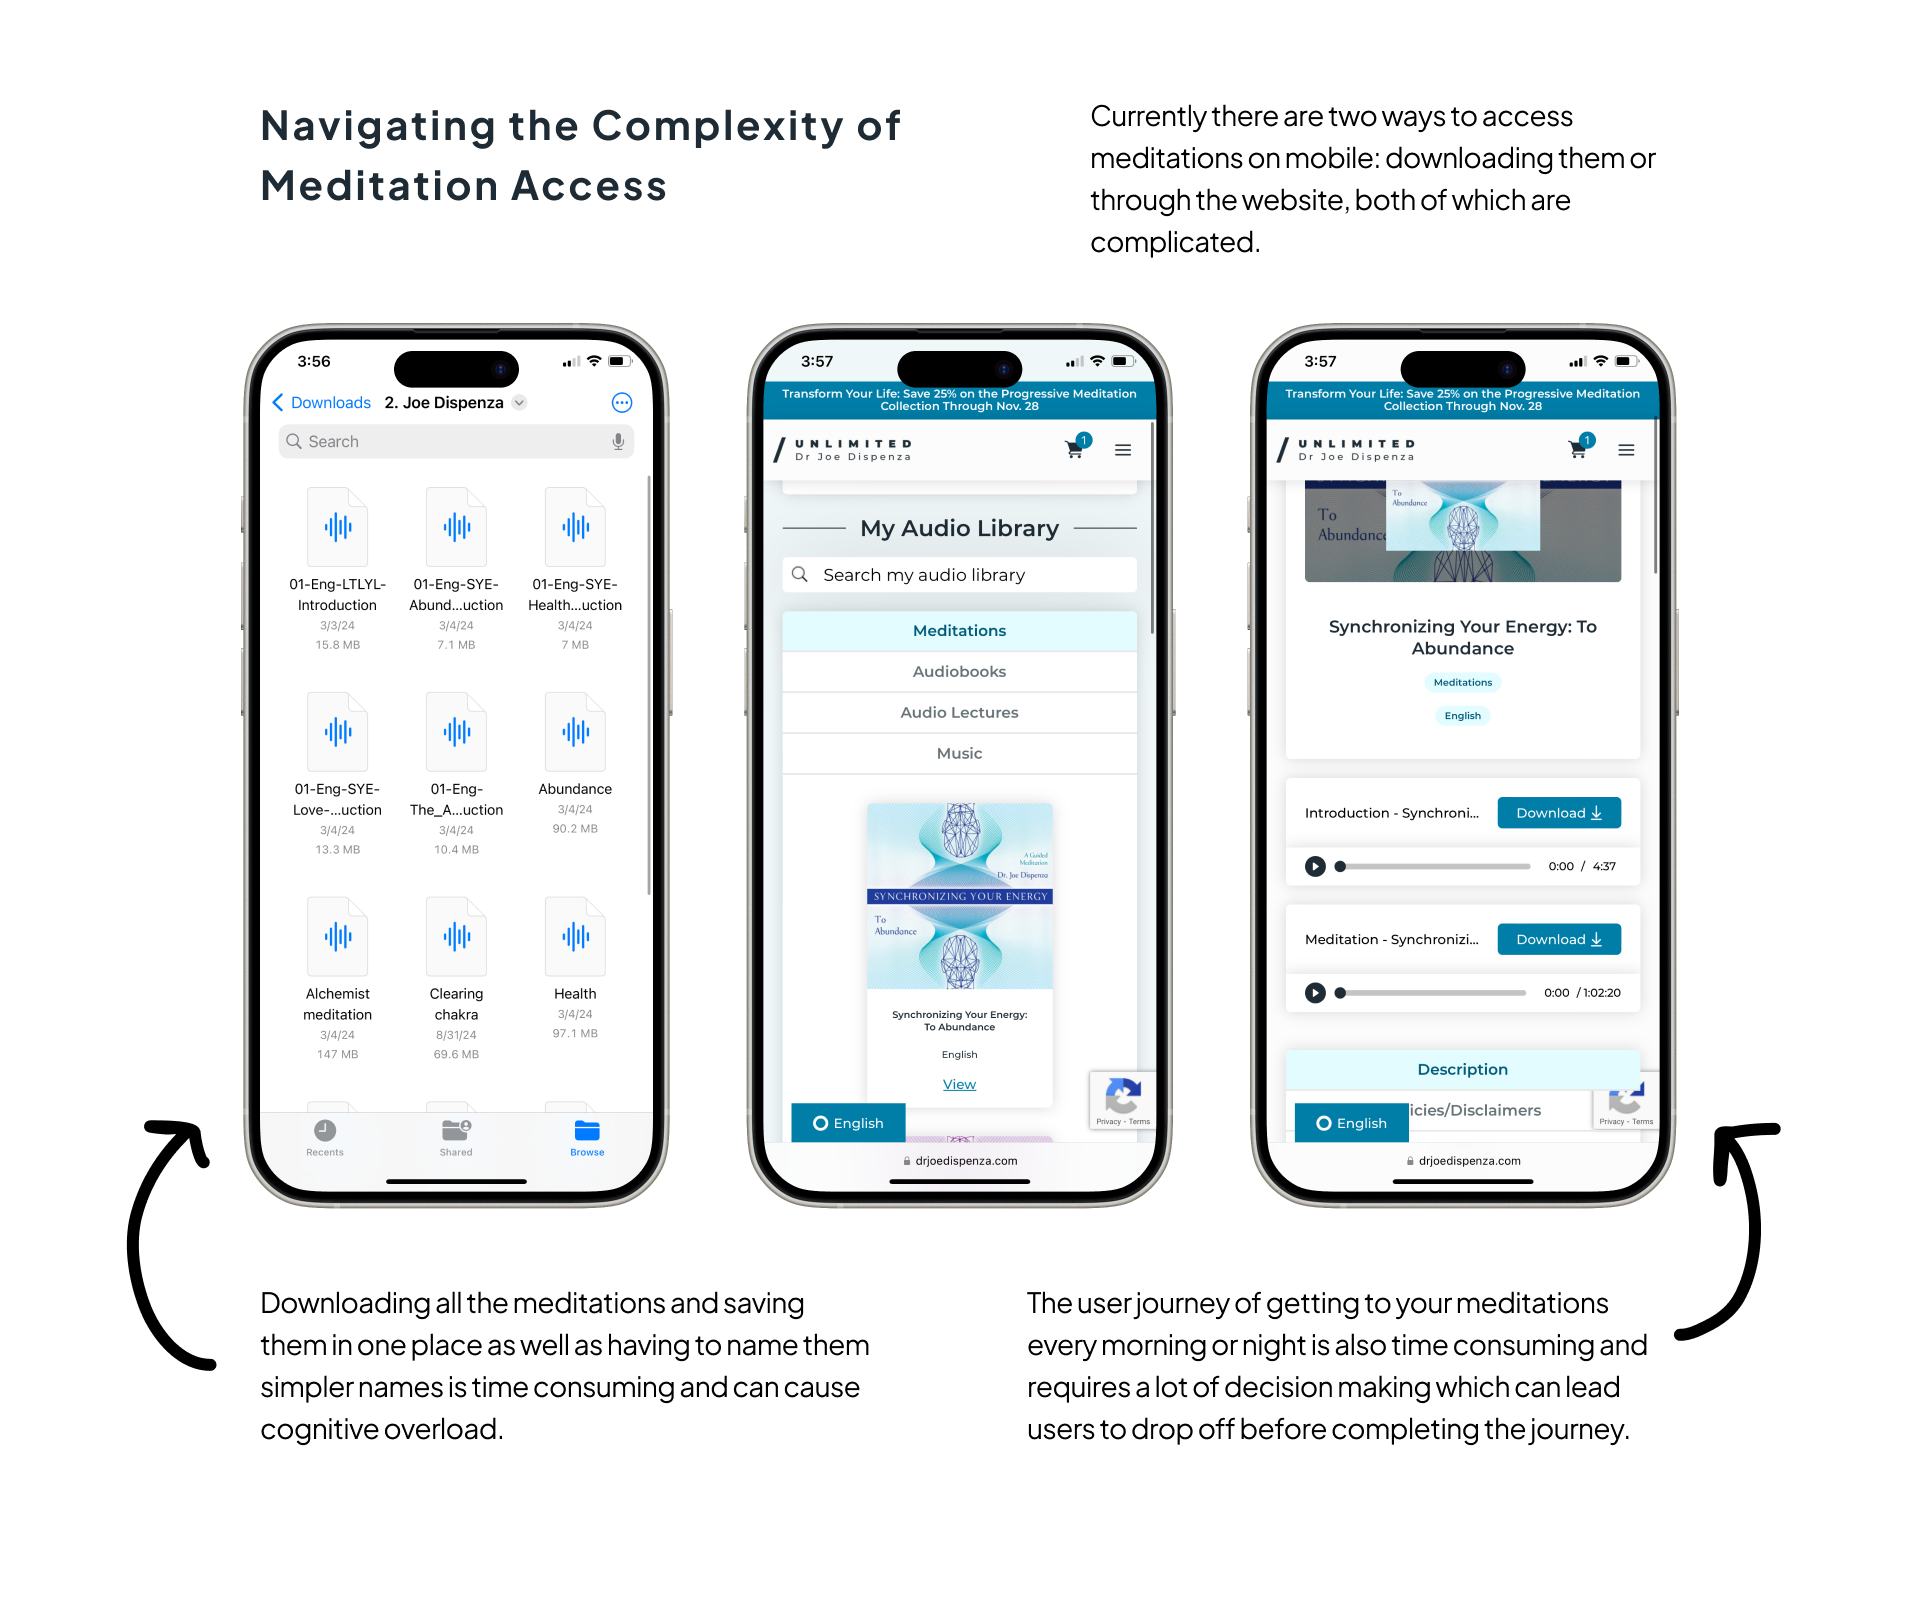 Navigating the Complexity of
Meditation Access
Currently there are two ways to access
meditations on mobile: downloading them or
through the website, both of which are
complicated.
3:56
Downloads 2. Joe Dispenza
Search
01-Eng-LTLYL-
Introduction
3/3/24
15.8 MB
01-Eng-SYE-
Abund...uction
3/4/24
7.1 MB
01-Eng-SYE-
Health...uction
3/4/24
7 MB
01-Eng-SYE-
Love-...uction
3/4/24
13.3 MB
01-Eng-
The_A...uction
3/4/24
10.4 MB
Abundance
3/4/24
90.2 MB
Alchemist
meditation
3/4/24
147 MB
Clearing
chakra
8/31/24
69.6 MB
Health
3/4/24
97.1 MB
Recents
Shared
Browse
3:57
Transform Your Life: Save 25% on the Progressive Meditation
Collection Through Nov. 28
UNLIMITED
Dr Joe Dispenza
1
My Audio Library
Search my audio library
Meditations
Audiobooks
Audio Lectures
Music
A Guided
Meditation
Dr. Joe Dispenza
SYNCHRONIZING YOUR ENERGY
To
Abundance
Synchronizing Your Energy:
To Abundance
English
View
English
Privacy - Terms
drjoedispenza.com
3:57
Transform Your Life: Save 25% on the Progressive Meditation
Collection Through Nov. 28
UNLIMITED
Dr Joe Dispenza
1
To
Abundance
To
Abundance
Synchronizing Your Energy: To
Abundance
Meditations
English
Introduction - Synchroni...
Download
0:00 / 4:37
Meditation - Synchronizi...
Download
0:00 / 1:02:20
Description
icies/Disclaimers
English
Privacy - Terms
drjoedispenza.com
Downloading all the meditations and saving
them in one place as well as having to name them
simpler names is time consuming and can cause
cognitive overload.
The user journey of getting to your meditations
every morning or night is also time consuming and
requires a lot of decision making which can lead
users to drop off before completing the journey.